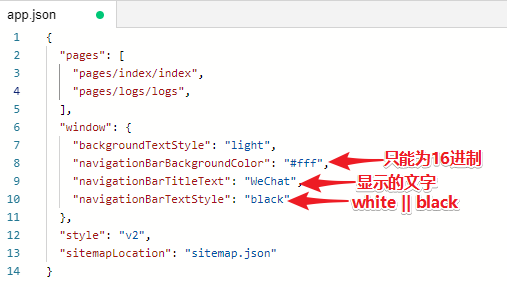 app.json
1 {
2 "pages": [
3 "pages/index/index",
4 "pages/logs/logs",
5 ],
6 "window": {
7 "backgroundTextStyle": "light",
8 "navigationBarBackgroundColor": "#fff", 只能为16进制
9 "navigationBarTitleText": "WeChat", 显示的文字
10 "navigationBarTextStyle": "black" white || black
11 },
12 "style": "v2",
13 "sitemapLocation": "sitemap.json"
14 }